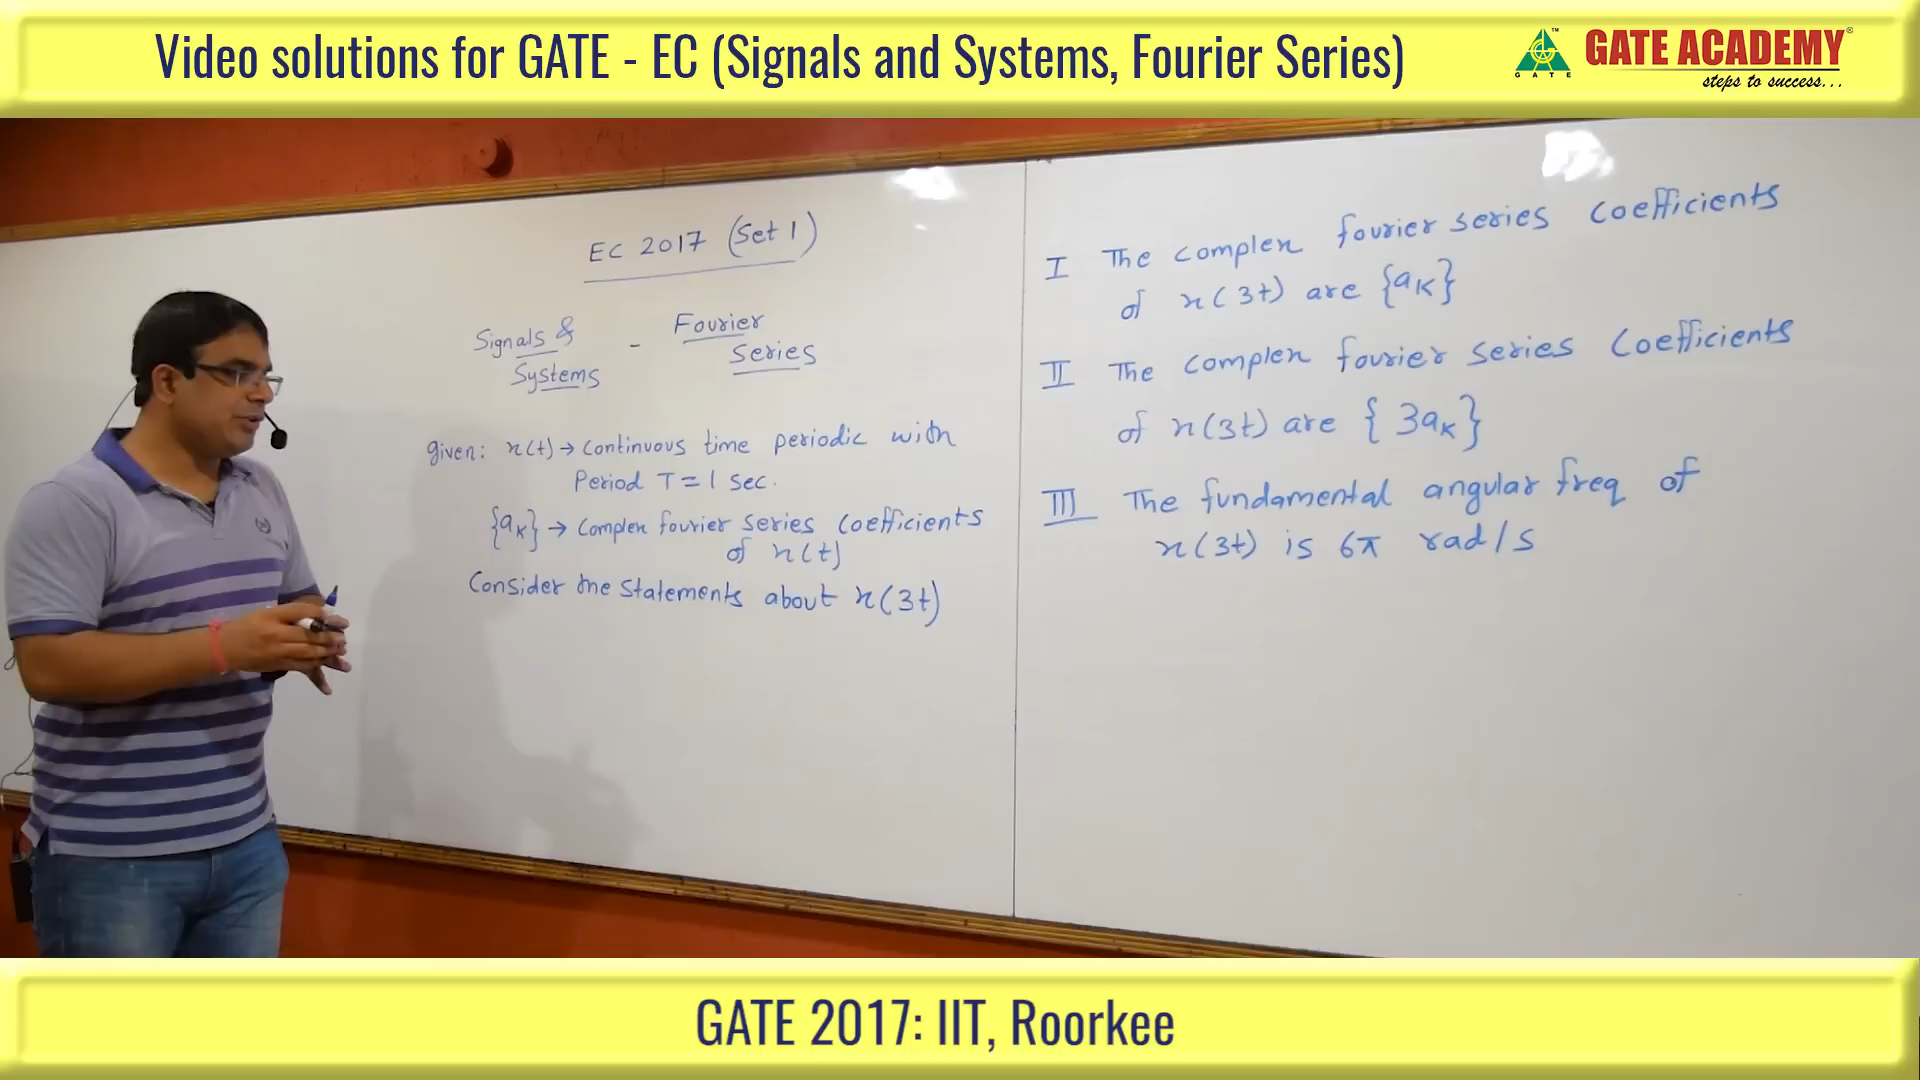 Video solutions for GATE - EC (Signals and Systems, Fourier Series)
GATE
™
GATE ACADEMY®
steps to success...
EC 2017 (Set 1)
Signals & Systems - Fourier Series
given: x(t) → Continuous time periodic with
Period T = 1 sec.
{aK} → Complex fourier series coefficients
of x(t)
Consider the statements about x(3t)
I The complex fourier series coefficients
of x(3t) are {aK}
II The complex fourier series coefficients
of x(3t) are { 3aK}
III The fundamental angular freq of
x(3t) is 6π rad/s
GATE 2017: IIT, Roorkee